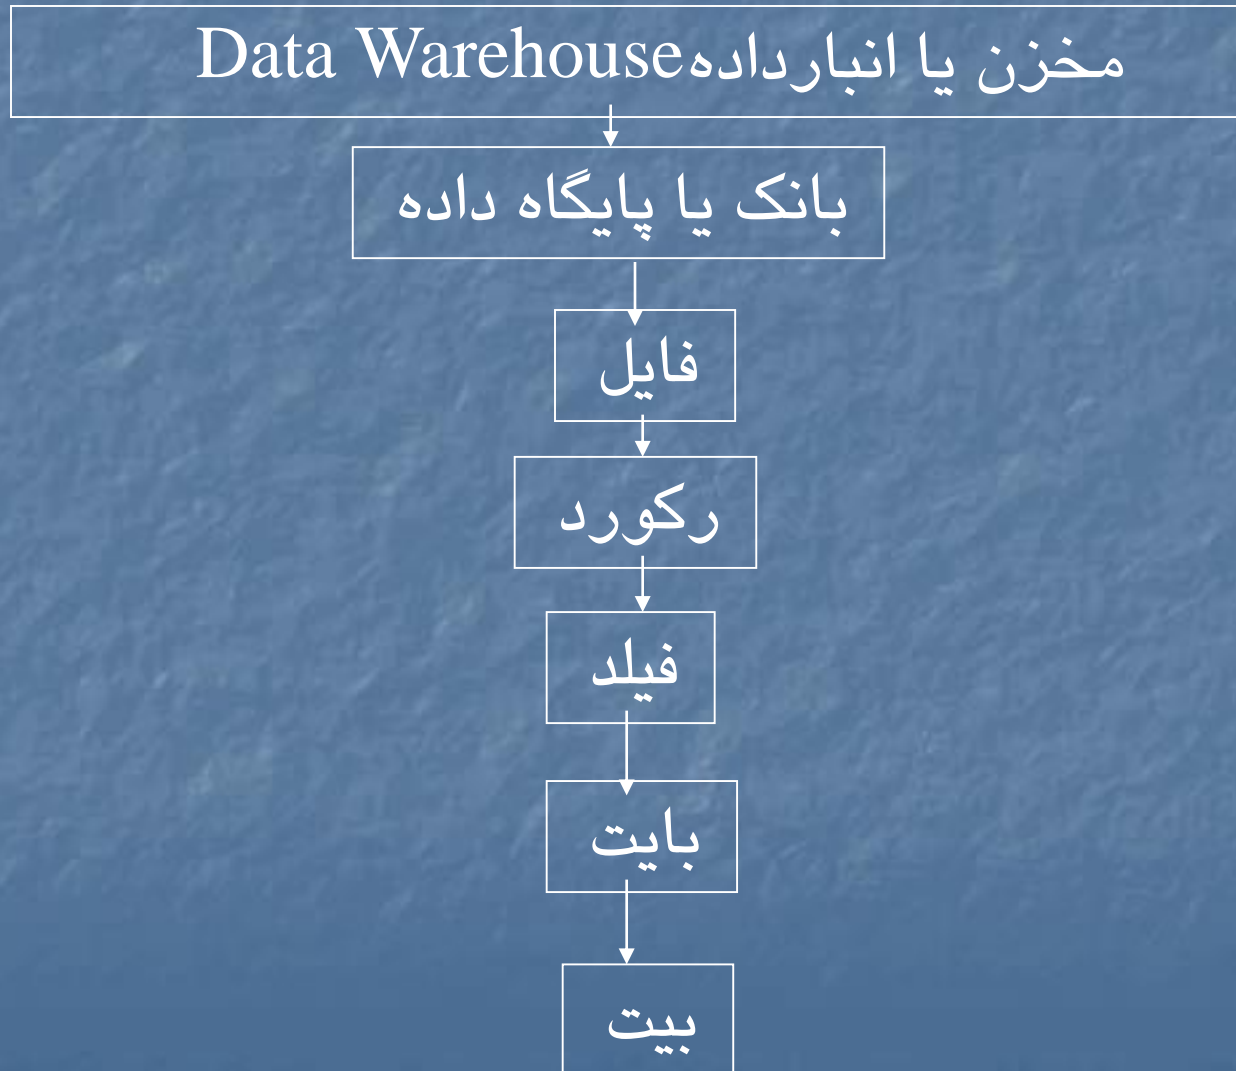 مخزن یا انبارداده Data Warehouse
بانک یا پایگاه داده
فایل
رکورد
فیلد
بایت
بیت